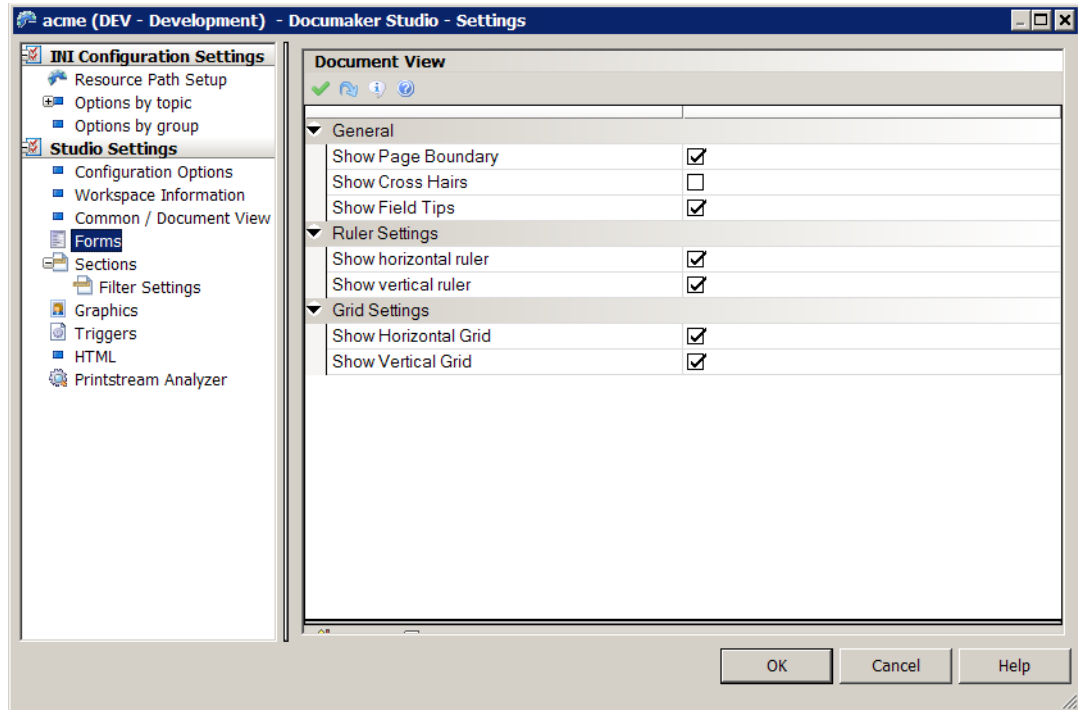 acme (DEV - Development) - Documaker Studio - Settings
INI Configuration Settings
Resource Path Setup
Options by topic
Options by group
Studio Settings
Configuration Options
Workspace Information
Common / Document View
Forms
Sections
Filter Settings
Graphics
Triggers
HTML
Printstream Analyzer
Document View
General
Show Page Boundary
Show Cross Hairs
Show Field Tips
Ruler Settings
Show horizontal ruler
Show vertical ruler
Grid Settings
Show Horizontal Grid
Show Vertical Grid
OK Cancel Help